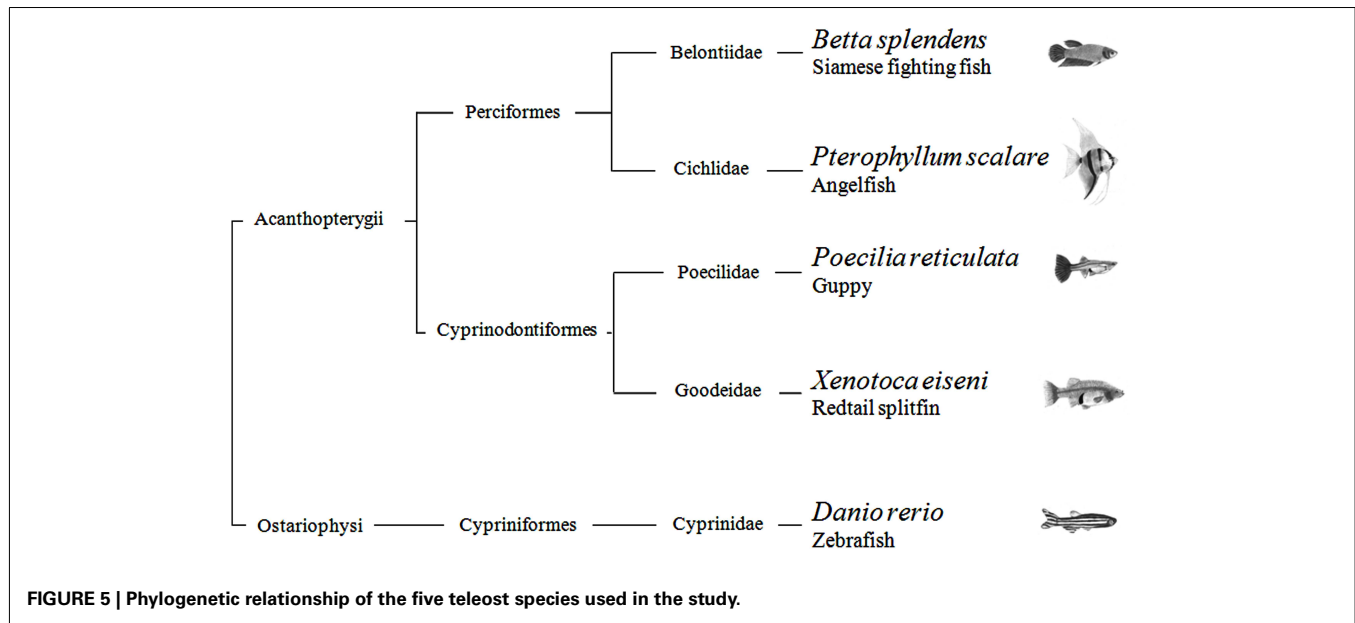 Belontiidae
Betta splendens
Siamese fighting fish
Perciformes
Cichlidae
Pterophyllum scalare
Angelfish
Acanthopterygii
Poecilidae
Poecilia reticulata
Guppy
Cyprinodontiformes
Goodeidae
Xenotoca eiseni
Redtail splitfin
Ostariophysi
Cypriniformes
Cyprinidae
Danio rerio
Zebrafish
FIGURE 5 | Phylogenetic relationship of the five teleost species used in the study.